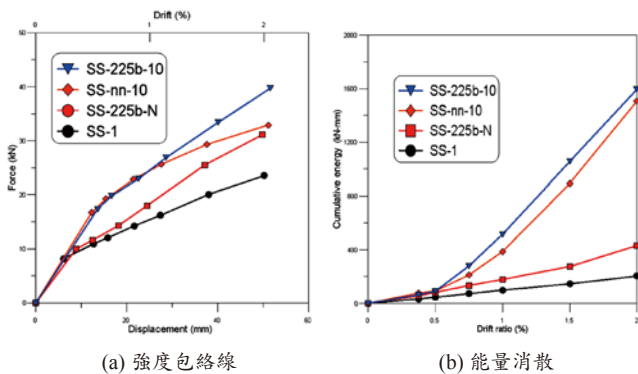 Drift (%)
0 1 2
50
40
30
20
10
0
Force (kN)
SS-225b-10
SS-nn-10
SS-225b-N
SS-1
0 20 40 60
Displacement (mm)
(a) 強度包絡線
2000
1600
1200
800
400
0
Cumulative energy (kN-mm)
SS-225b-10
SS-nn-10
SS-225b-N
SS-1
0 0.5 1 1.5 2
Drift ratio (%)
(b) 能量消散